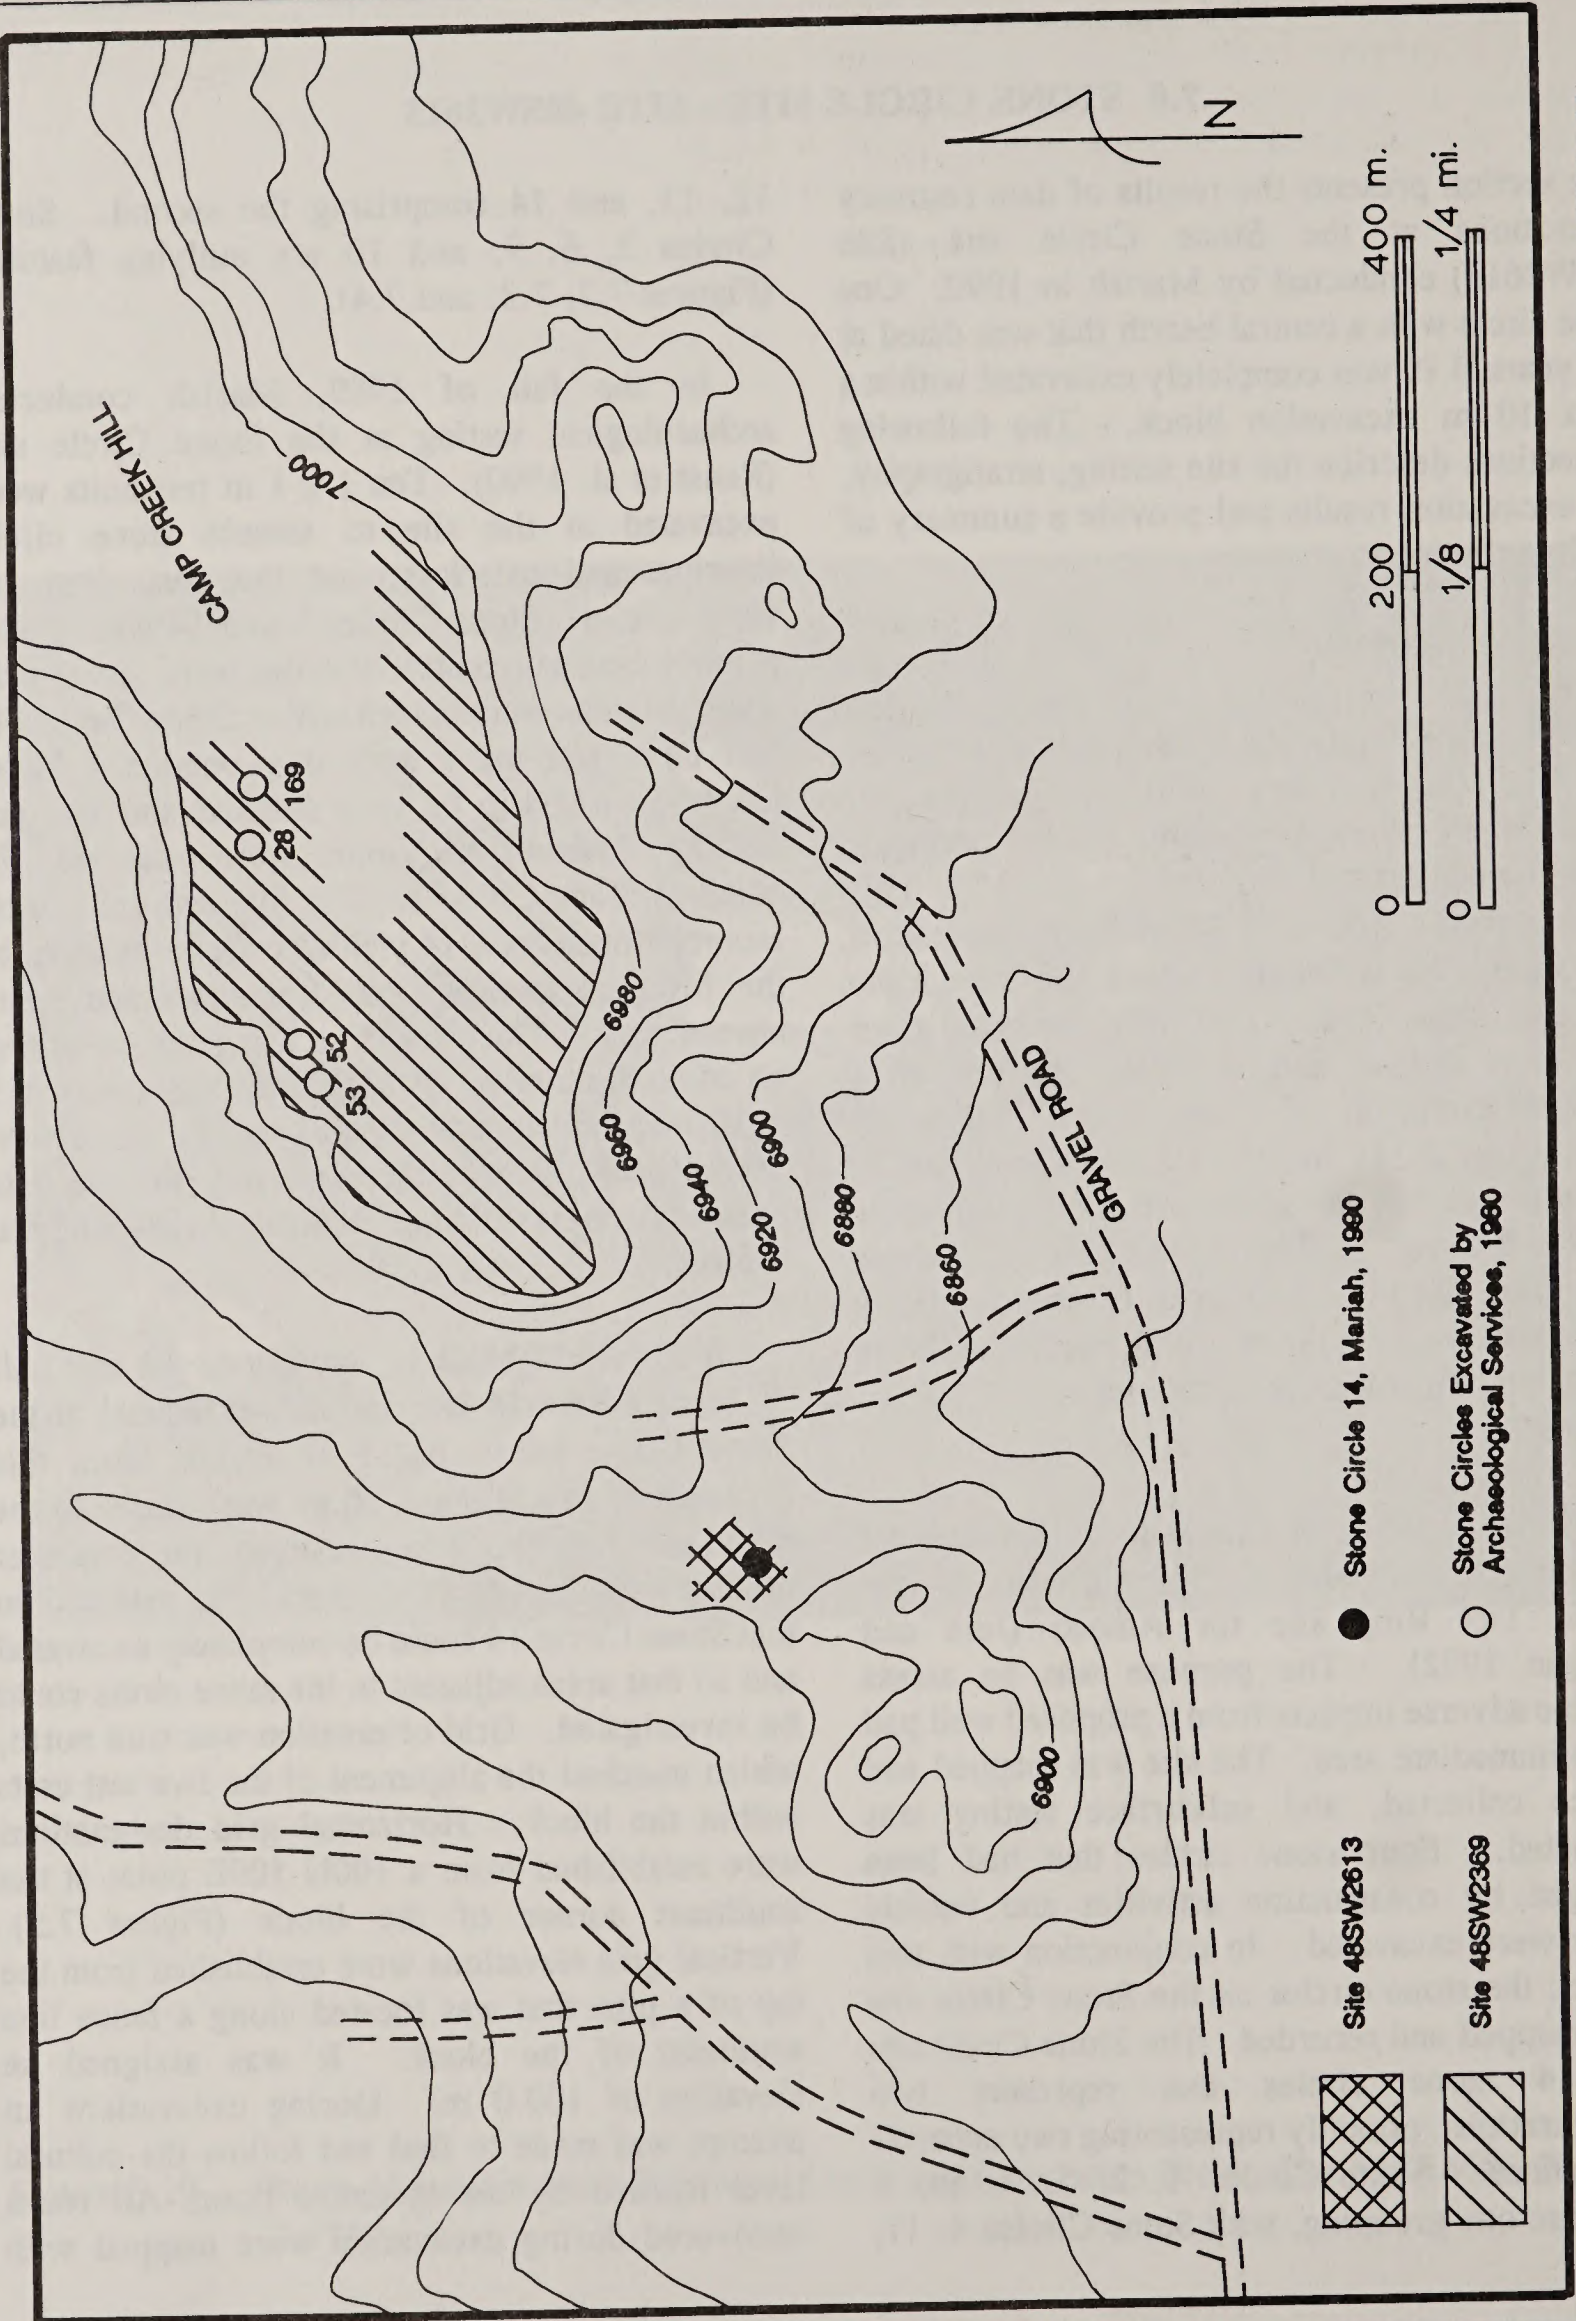 CAMP CREEK HILL
7000
169
28
52
53
6980
6960
6940
6920
6900
6880
6860
GRAVEL ROAD
6900
N
0 200 400 m.
0 1/8 1/4 mi.
Site 48SW2613
Stone Circle 14, Mariah, 1990
Site 48SW2369
Stone Circles Excavated by
Archaeological Services, 1980